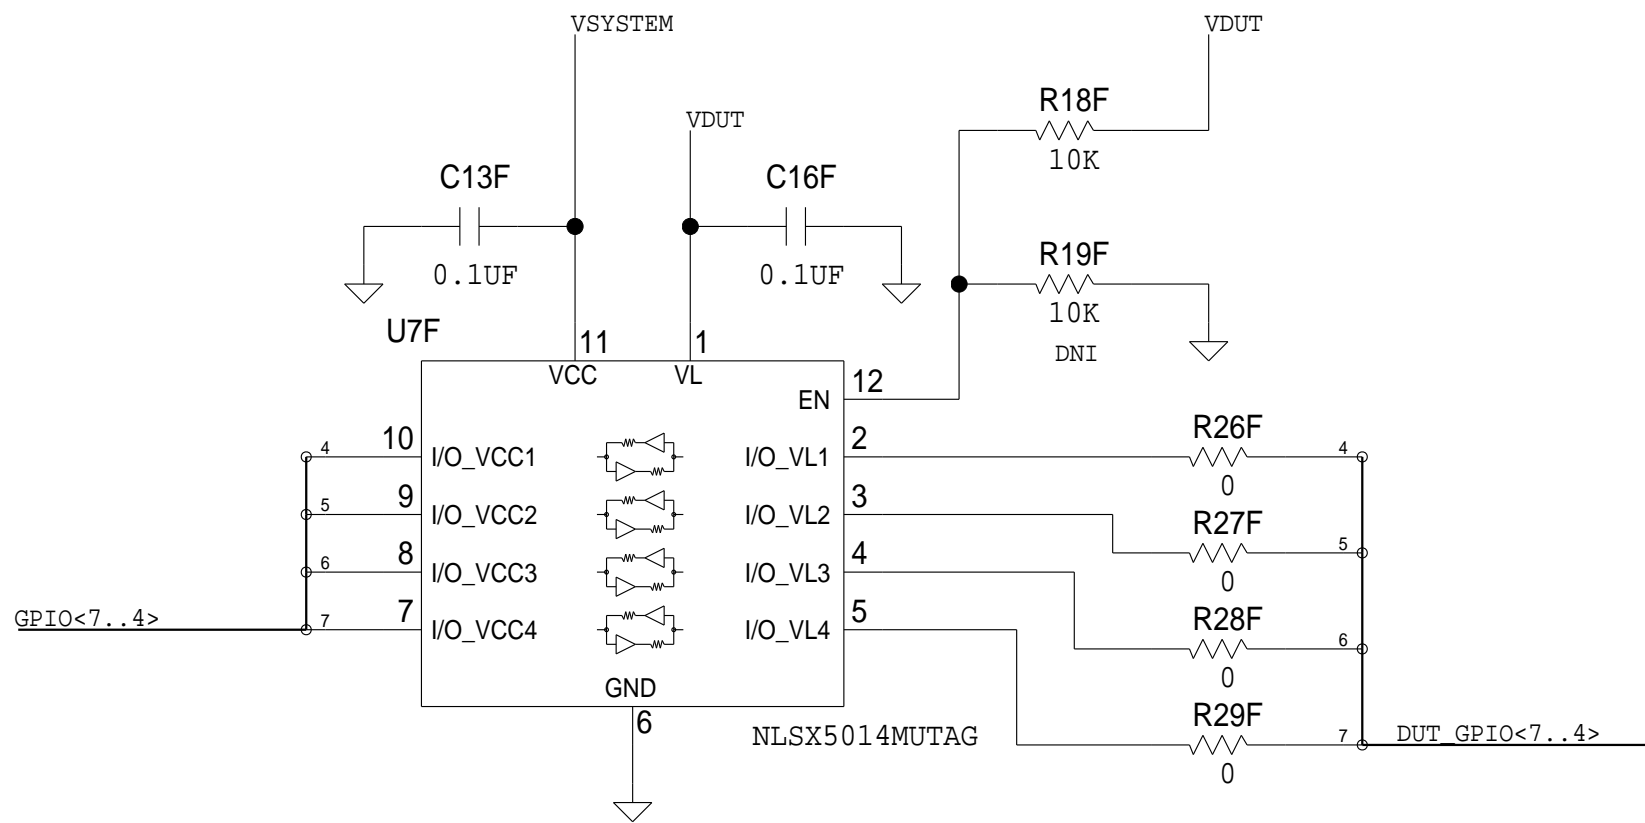 VSYSTEM
VDUT
R18F
10K
VDUT
C13F
0.1UF
C16F
0.1UF
R19F
10K
DNI
U7F
11
1
VCC
VL
EN
12
4
10
I/O_VCC1
I/O_VL1
2
R26F
0
4
5
9
I/O_VCC2
I/O_VL2
3
R27F
0
5
6
8
I/O_VCC3
I/O_VL3
4
R28F
0
6
GPIO<7..4>
7
7
I/O_VCC4
I/O_VL4
5
R29F
0
7
GND
6
NLSX5014MUTAG
DUT_GPIO<7..4>